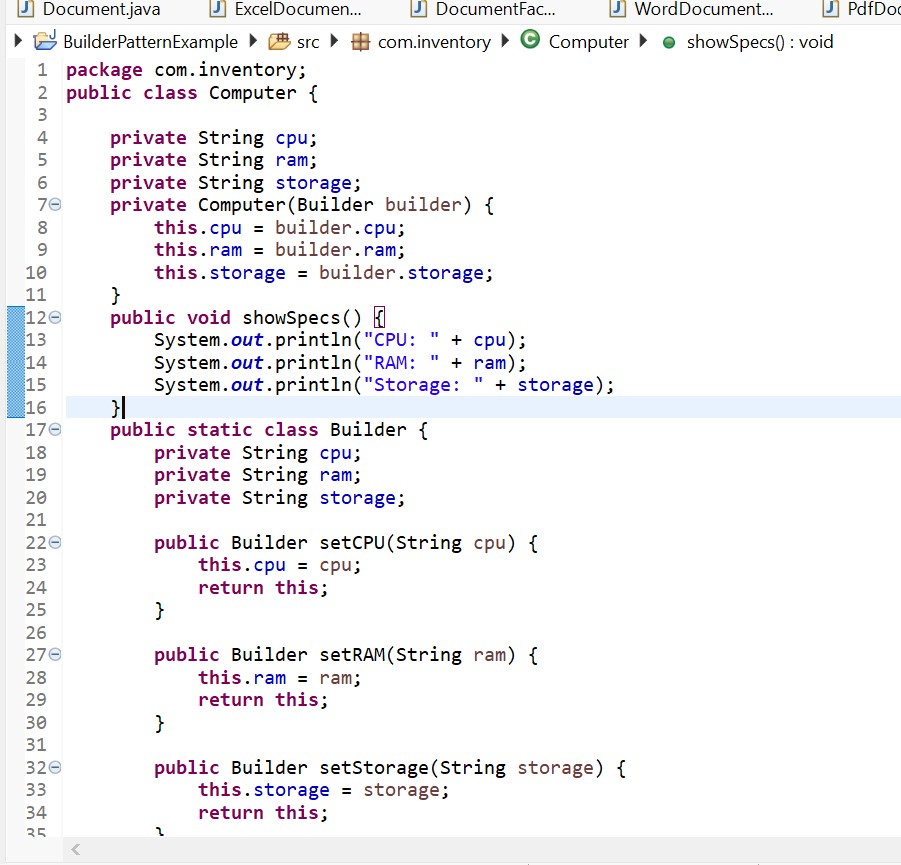 Document.java ExcelDocumen... DocumentFac... WordDocument... PdfDoc
BuilderPatternExample src com.inventory Computer showSpecs() : void
1 package com.inventory;
2 public class Computer {
3
4     private String cpu;
5     private String ram;
6     private String storage;
7     private Computer(Builder builder) {
8         this.cpu = builder.cpu;
9         this.ram = builder.ram;
10         this.storage = builder.storage;
11     }
12     public void showSpecs() {
13         System.out.println("CPU: " + cpu);
14         System.out.println("RAM: " + ram);
15         System.out.println("Storage: " + storage);
16     }
17     public static class Builder {
18         private String cpu;
19         private String ram;
20         private String storage;
21
22         public Builder setCPU(String cpu) {
23             this.cpu = cpu;
24             return this;
25         }
26
27         public Builder setRAM(String ram) {
28             this.ram = ram;
29             return this;
30         }
31
32         public Builder setStorage(String storage) {
33             this.storage = storage;
34             return this;
35         }